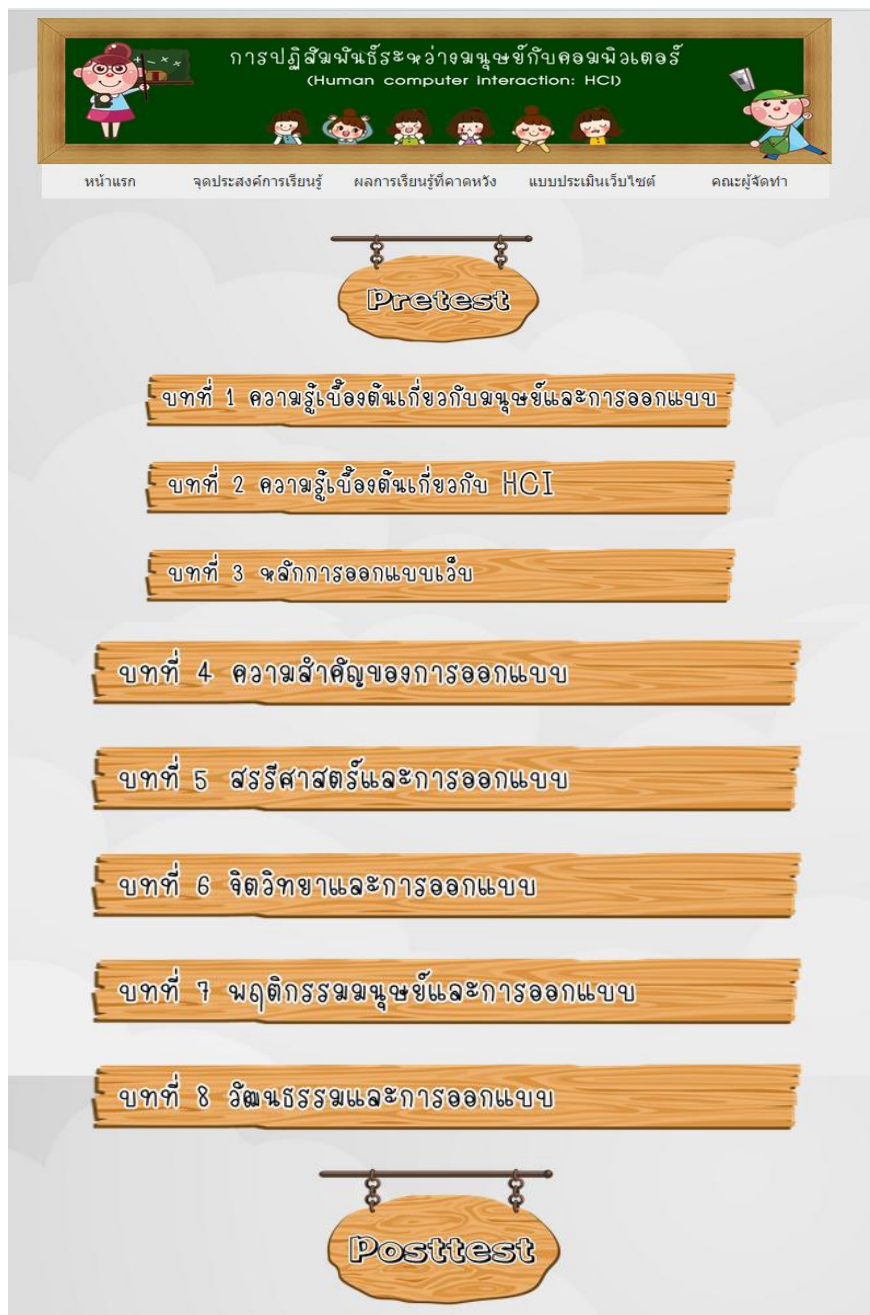 การปฏิสัมพันธ์ระหว่างมนุษย์กับคอมพิวเตอร์
(Human computer interaction: HCI)
หน้าแรก จุดประสงค์การเรียนรู้ ผลการเรียนรู้ที่คาดหวัง แบบประเมินเว็บไซต์ คณะผู้จัดทำ
Pretest
บทที่ 1 ความรู้เบื้องต้นเกี่ยวกับมนุษย์และการออกแบบ
บทที่ 2 ความรู้เบื้องต้นเกี่ยวกับ HCI
บทที่ 3 หลักการออกแบบเว็บ
บทที่ 4 ความสำคัญของการออกแบบ
บทที่ 5 สรรีศาสตร์และการออกแบบ
บทที่ 6 จิตวิทยาและการออกแบบ
บทที่ 7 พฤติกรรมมนุษย์และการออกแบบ
บทที่ 8 วัฒนธรรมและการออกแบบ
Posttest